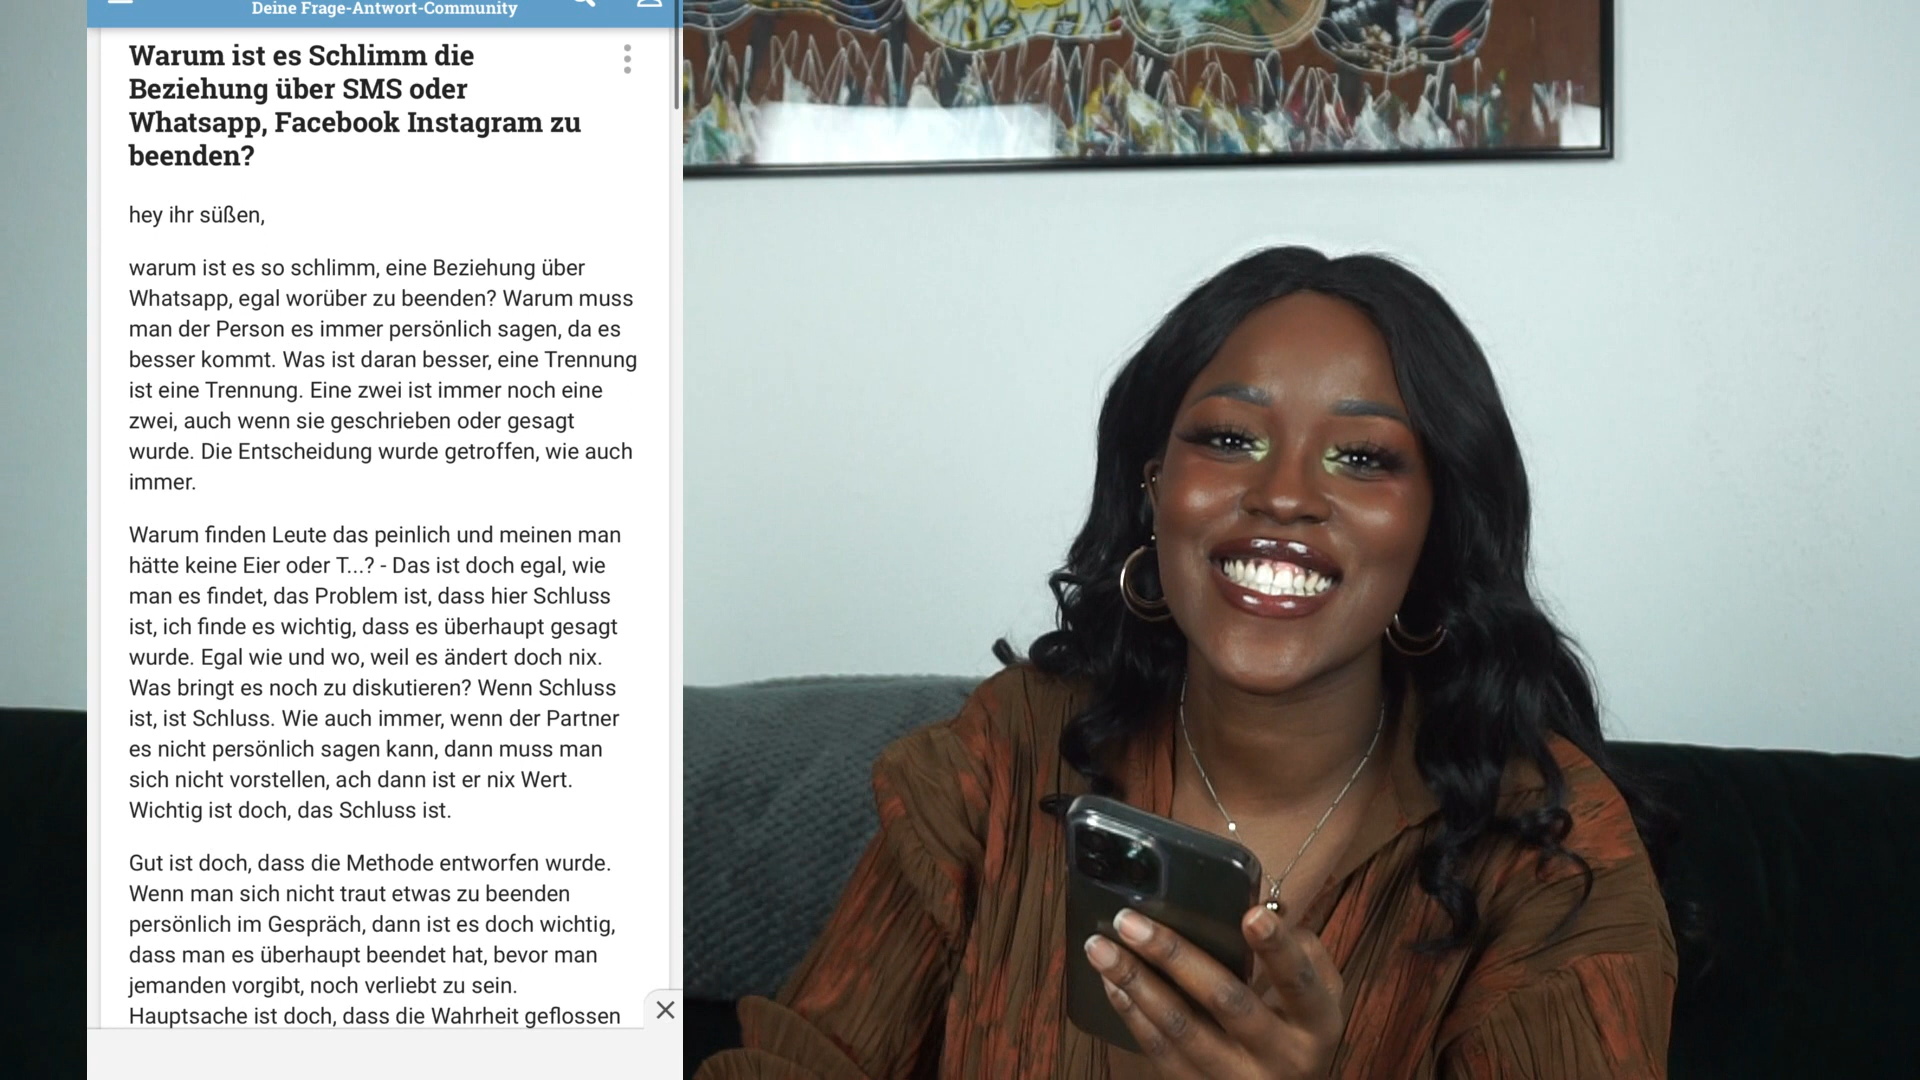 Deine Frage-Antwort-Community
Warum ist es Schlimm die
Beziehung über SMS oder
Whatsapp, Facebook Instagram zu
beenden?
hey ihr süßen,
warum ist es so schlimm, eine Beziehung über
Whatsapp, egal worüber zu beenden? Warum muss
man der Person es immer persönlich sagen, da es
besser kommt. Was ist daran besser, eine Trennung
ist eine Trennung. Eine zwei ist immer noch eine
zwei, auch wenn sie geschrieben oder gesagt
wurde. Die Entscheidung wurde getroffen, wie auch
immer.
Warum finden Leute das peinlich und meinen man
hätte keine Eier oder T...? - Das ist doch egal, wie
man es findet, das Problem ist, dass hier Schluss
ist, ich finde es wichtig, dass es überhaupt gesagt
wurde. Egal wie und wo, weil es ändert doch nix.
Was bringt es noch zu diskutieren? Wenn Schluss
ist, ist Schluss. Wie auch immer, wenn der Partner
es nicht persönlich sagen kann, dann muss man
sich nicht vorstellen, ach dann ist er nix Wert.
Wichtig ist doch, das Schluss ist.
Gut ist doch, dass die Methode entworfen wurde.
Wenn man sich nicht traut etwas zu beenden
persönlich im Gespräch, dann ist es doch wichtig,
dass man es überhaupt beendet hat, bevor man
jemanden vorgibt, noch verliebt zu sein.
Hauptsache ist doch, dass die Wahrheit geflossen